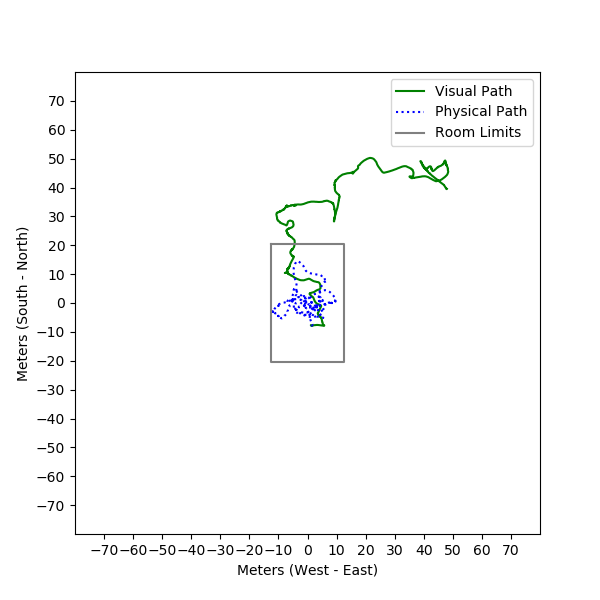 Visual Path
Physical Path
Room Limits
70
60
50
40
30
20
10
0
−10
−20
−30
−40
−50
−60
−70
Meters (South - North)
−70 −60 −50 −40 −30 −20 −10 0 10 20 30 40 50 60 70
Meters (West - East)